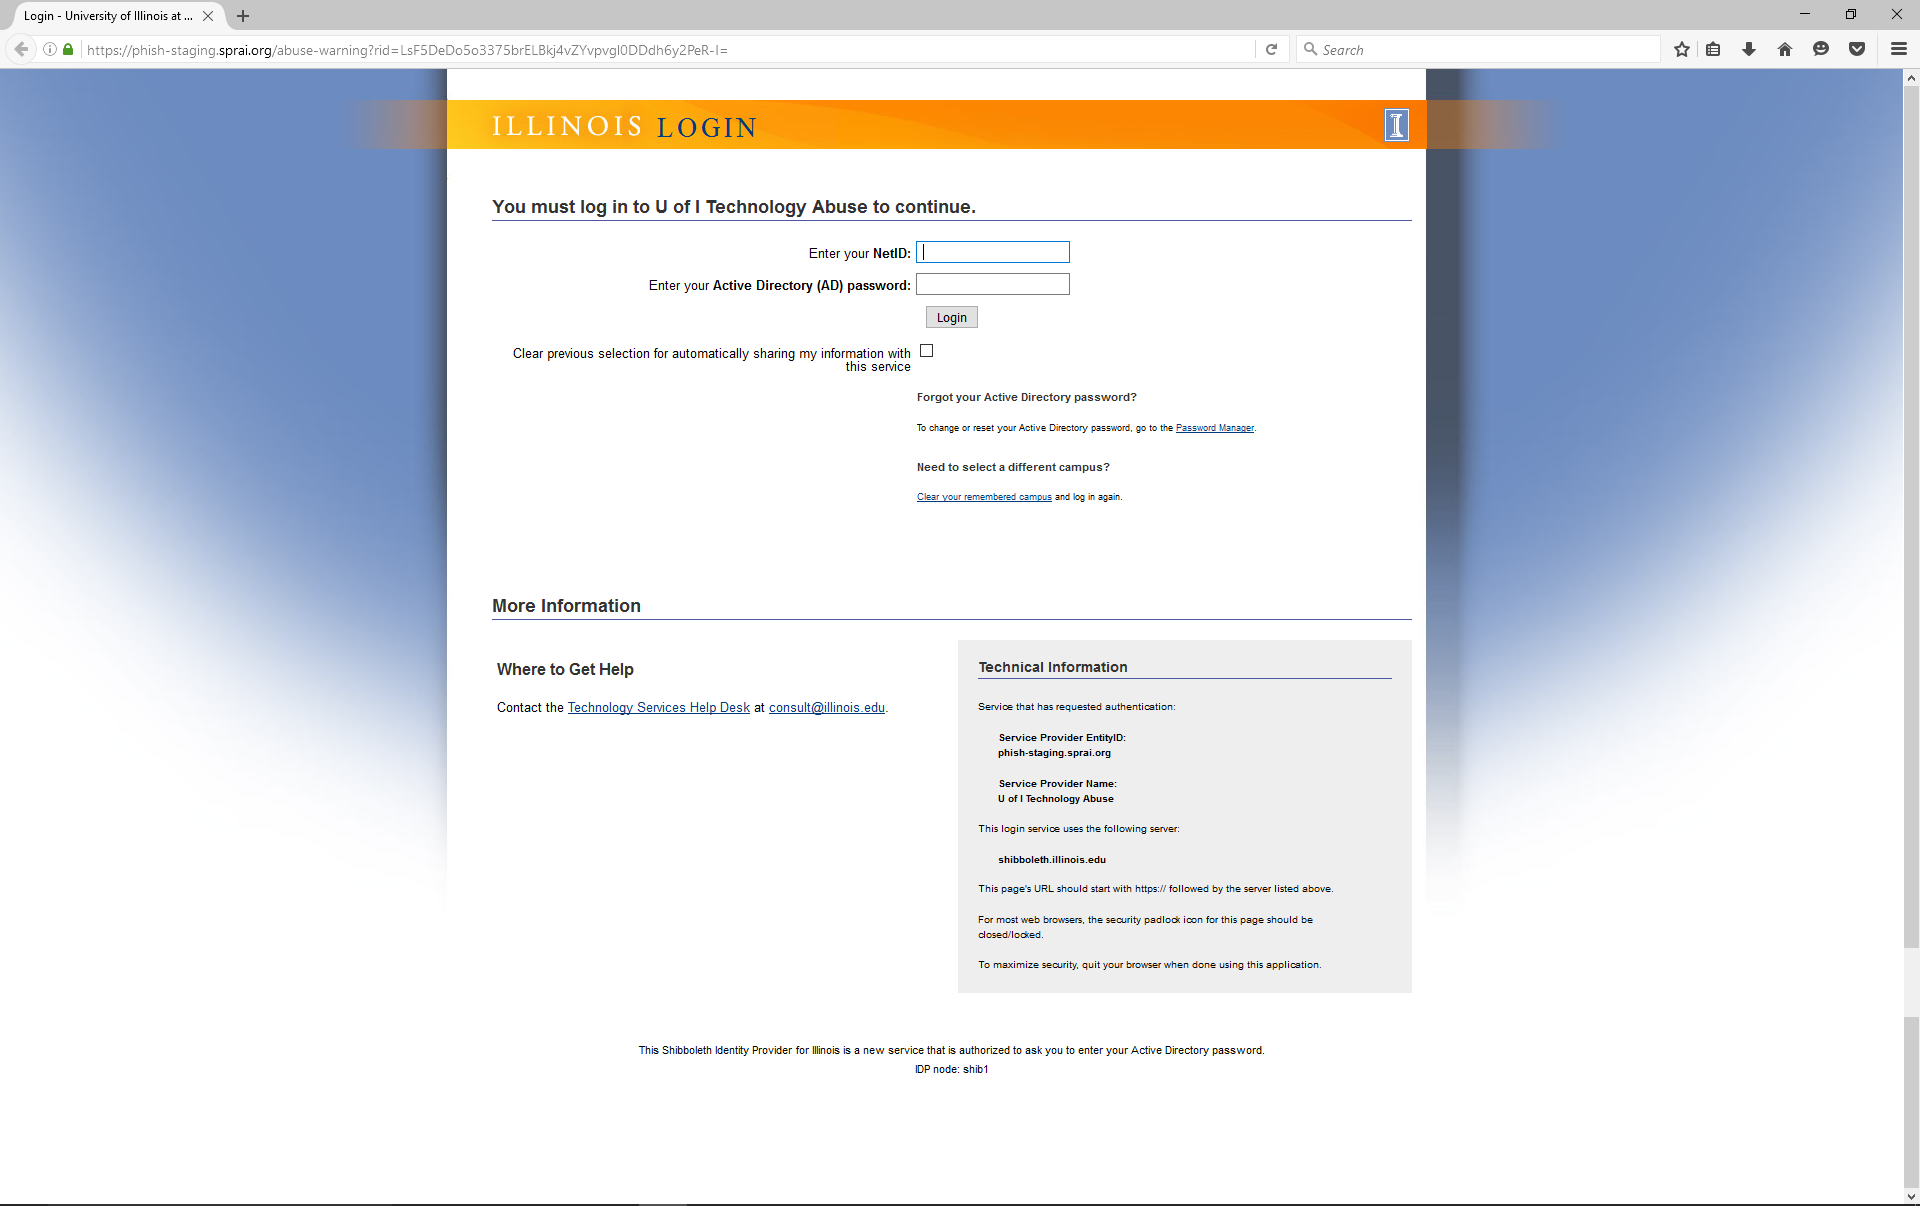 Login - University of Illinois at ...
https://phish-staging.sprai.org/abuse-warning?rid=LsF5DeDo5o3375brELBkj4vZYvpvgl0DDdh6y2PeR-I=
Search
ILLINOIS LOGIN
I
You must log in to U of I Technology Abuse to continue.
Enter your NetID:
Enter your Active Directory (AD) password:
Login
Clear previous selection for automatically sharing my information with
this service
Forgot your Active Directory password?
To change or reset your Active Directory password, go to the Password Manager.
Need to select a different campus?
Clear your remembered campus and log in again.
More Information
Where to Get Help
Contact the Technology Services Help Desk at consult@illinois.edu.
Technical Information
Service that has requested authentication:
Service Provider EntityID:
phish-staging.sprai.org
Service Provider Name:
U of I Technology Abuse
This login service uses the following server:
shibboleth.illinois.edu
This page's URL should start with https:// followed by the server listed above.
For most web browsers, the security padlock icon for this page should be
closed/locked.
To maximize security, quit your browser when done using this application.
This Shibboleth Identity Provider for Illinois is a new service that is authorized to ask you to enter your Active Directory password.
IDP node: shib1